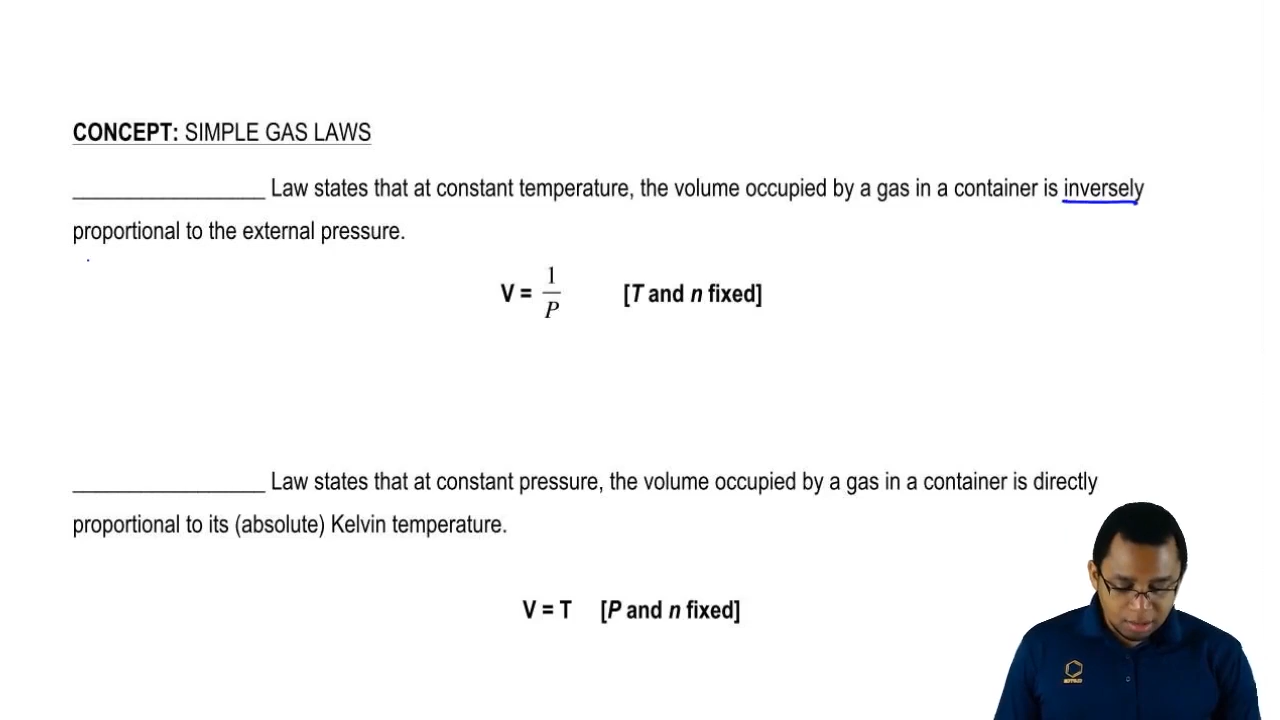 CONCEPT: SIMPLE GAS LAWS
__________________ Law states that at constant temperature, the volume occupied by a gas in a container is inversely
proportional to the external pressure.
V = 1/P [T and n fixed]
__________________ Law states that at constant pressure, the volume occupied by a gas in a container is directly
proportional to its (absolute) Kelvin temperature.
V = T [P and n fixed]